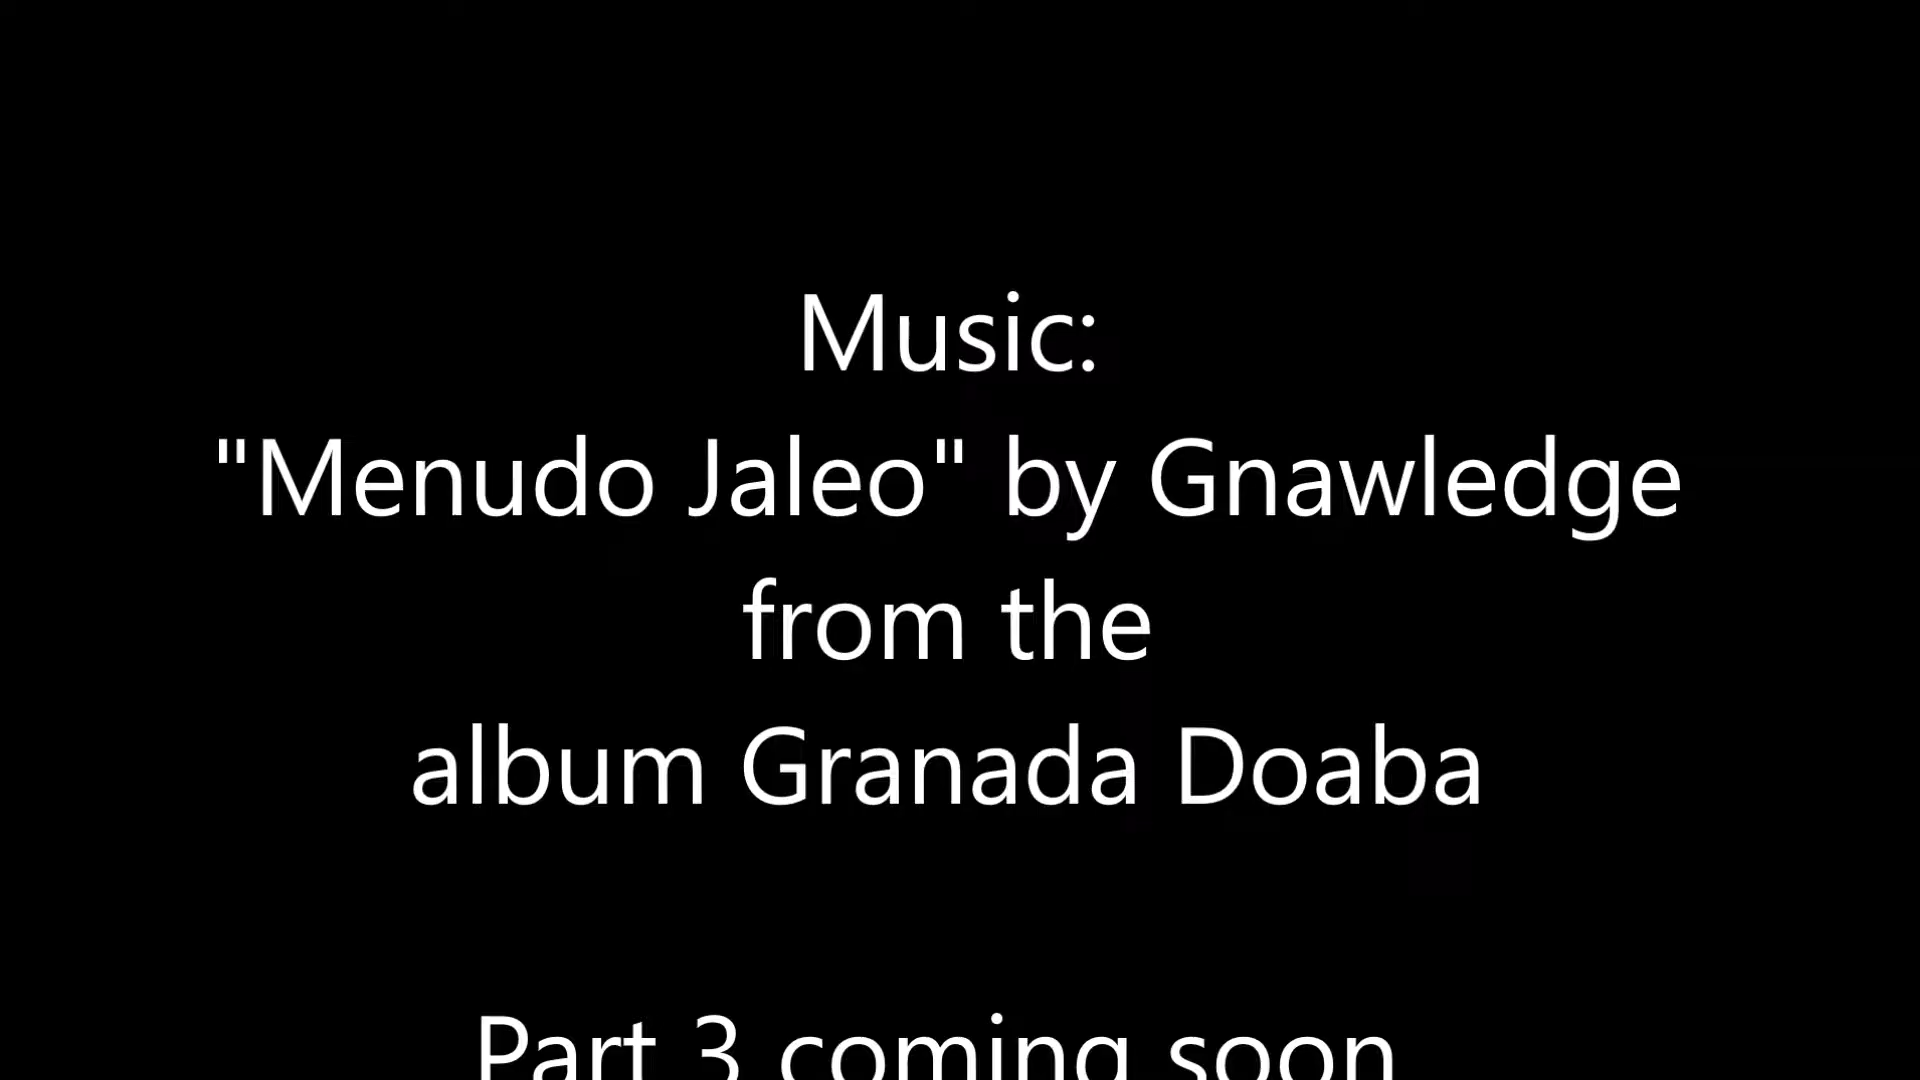 Music:
"Menudo Jaleo" by Gnawledge
from the
album Granada Doaba
Part 3 coming soon